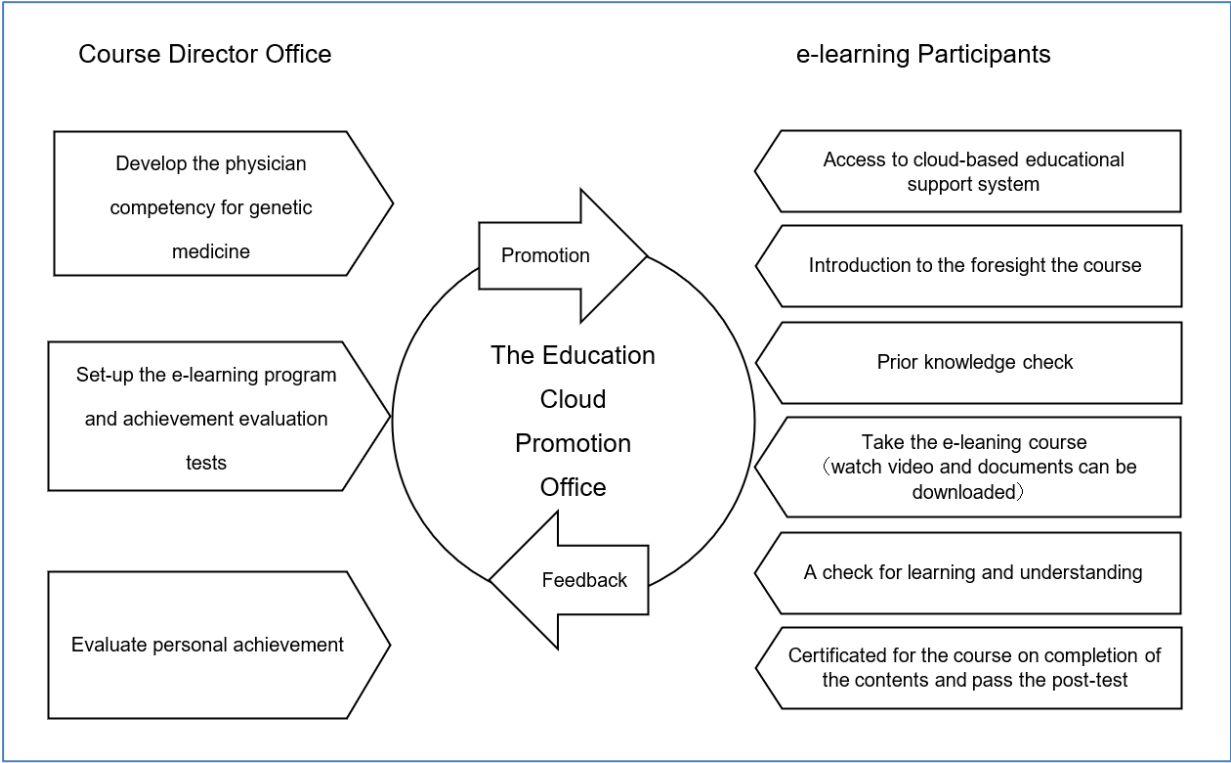 Course Director Office
e-learning Participants
Develop the physician
competency for genetic
medicine
Set-up the e-learning program
and achievement evaluation
tests
Evaluate personal achievement
Promotion
The Education
Cloud
Promotion
Office
Feedback
Access to cloud-based educational
support system
Introduction to the foresight the course
Prior knowledge check
Take the e-leaning course
（watch video and documents can be
downloaded）
A check for learning and understanding
Certificated for the course on completion of
the contents and pass the post-test